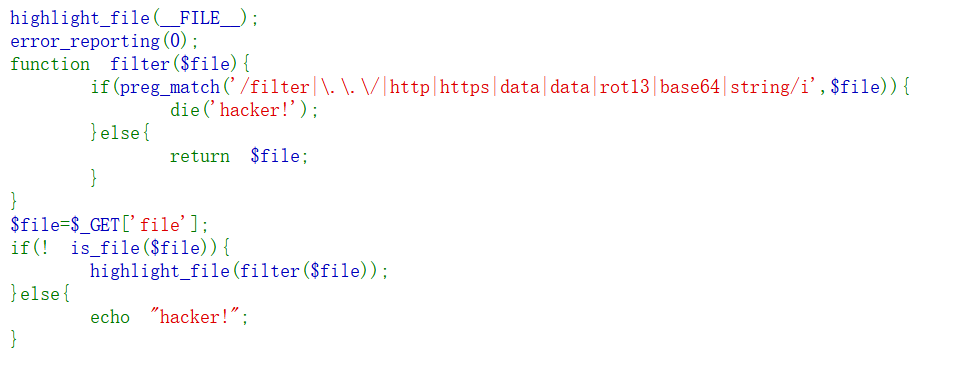 highlight_file(__FILE__);
error_reporting(0);
function filter($file){
        if(preg_match('/filter|\.\.\/|http|https|data|data|rot13|base64|string/i',$file)){
                die('hacker!');
        }else{
                return $file;
        }
}
$file=$_GET['file'];
if(! is_file($file)){
        highlight_file(filter($file));
}else{
        echo "hacker!";
}